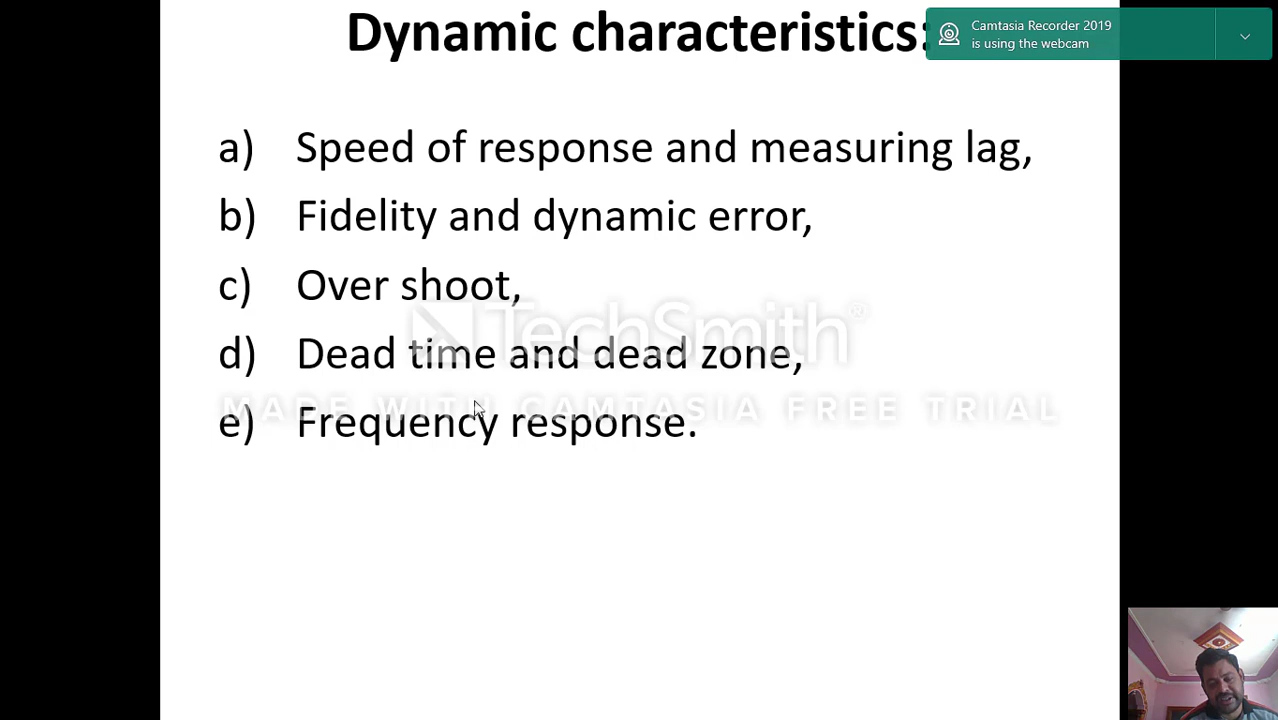 Dynamic characteristics:
Camtasia Recorder 2019
is using the webcam
a) Speed of response and measuring lag,
b) Fidelity and dynamic error,
c) Over shoot,
TechSmith®
d) Dead time and dead zone,
MADE WITH CAMTASIA FREE TRIAL
e) Frequency response.